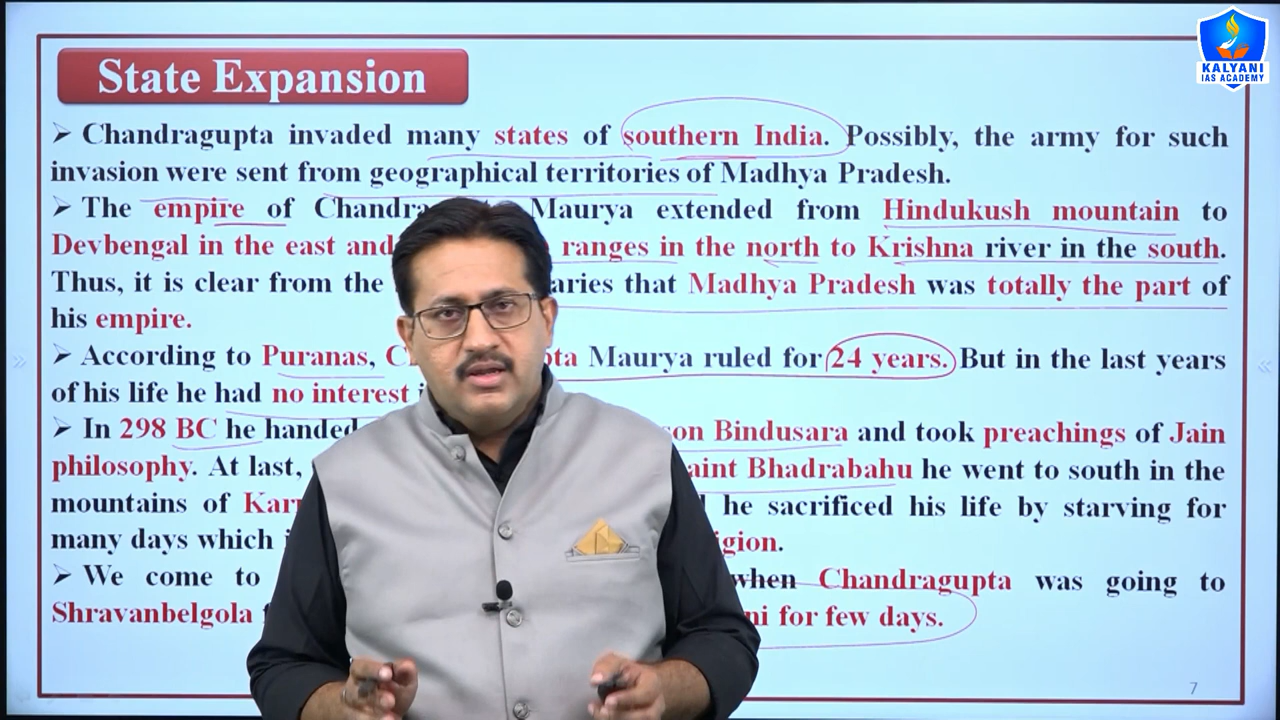 KALYANI
IAS ACADEMY
State Expansion
➢ Chandragupta invaded many states of southern India. Possibly, the army for such
invasion were sent from geographical territories of Madhya Pradesh.
➢ The empire of Maurya extended from Hindukush mountain to
Devbengal in the east and ranges in the north to Krishna river in the south.
Thus, it is clear from the that Madhya Pradesh was totally the part of
his empire.
➢ According to Puranas, Maurya ruled for 24 years. But in the last years
of his life he had no interest
➢ In 298 BC he handed son Bindusara and took preachings of Jain
philosophy. At last, Bhadrabahu he went to south in the
mountains of he sacrificed his life by starving for
many days which
➢ We come to when Chandragupta was going to
Shravanbelgola for few days.
7